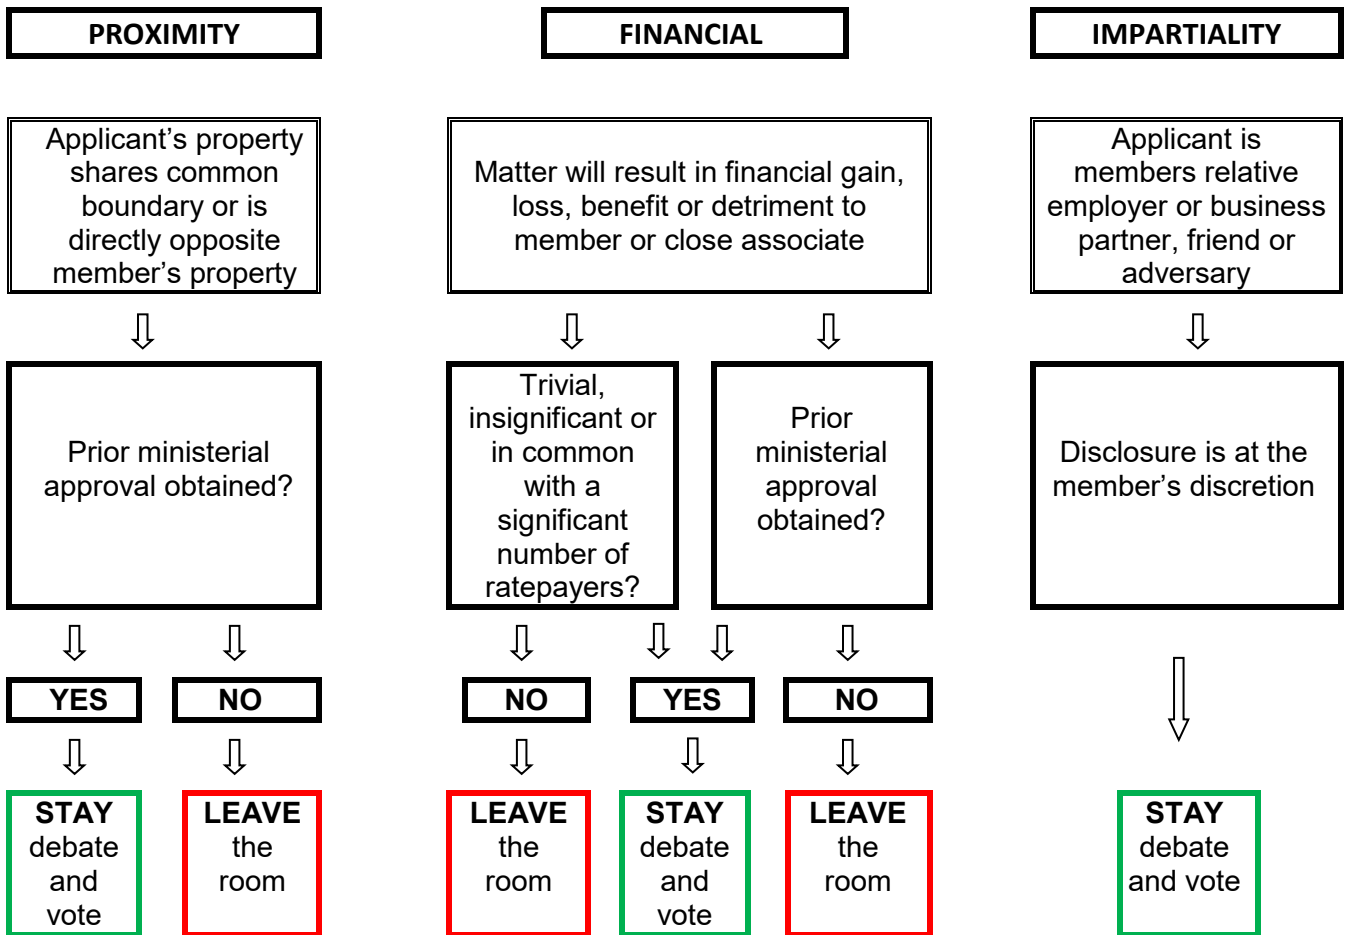 PROXIMITY
FINANCIAL
IMPARTIALITY
Applicant’s property
shares common
boundary or is
directly opposite
member’s property
Matter will result in financial gain,
loss, benefit or detriment to
member or close associate
Applicant is
members relative
employer or business
partner, friend or
adversary
Prior ministerial
approval obtained?
Trivial,
insignificant or
in common
with a
significant
number of
ratepayers?
Prior
ministerial
approval
obtained?
Disclosure is at the
member’s discretion
YES
NO
NO
YES
NO
STAY
debate
and
vote
LEAVE
the
room
LEAVE
the
room
STAY
debate
and
vote
LEAVE
the
room
STAY
debate
and vote